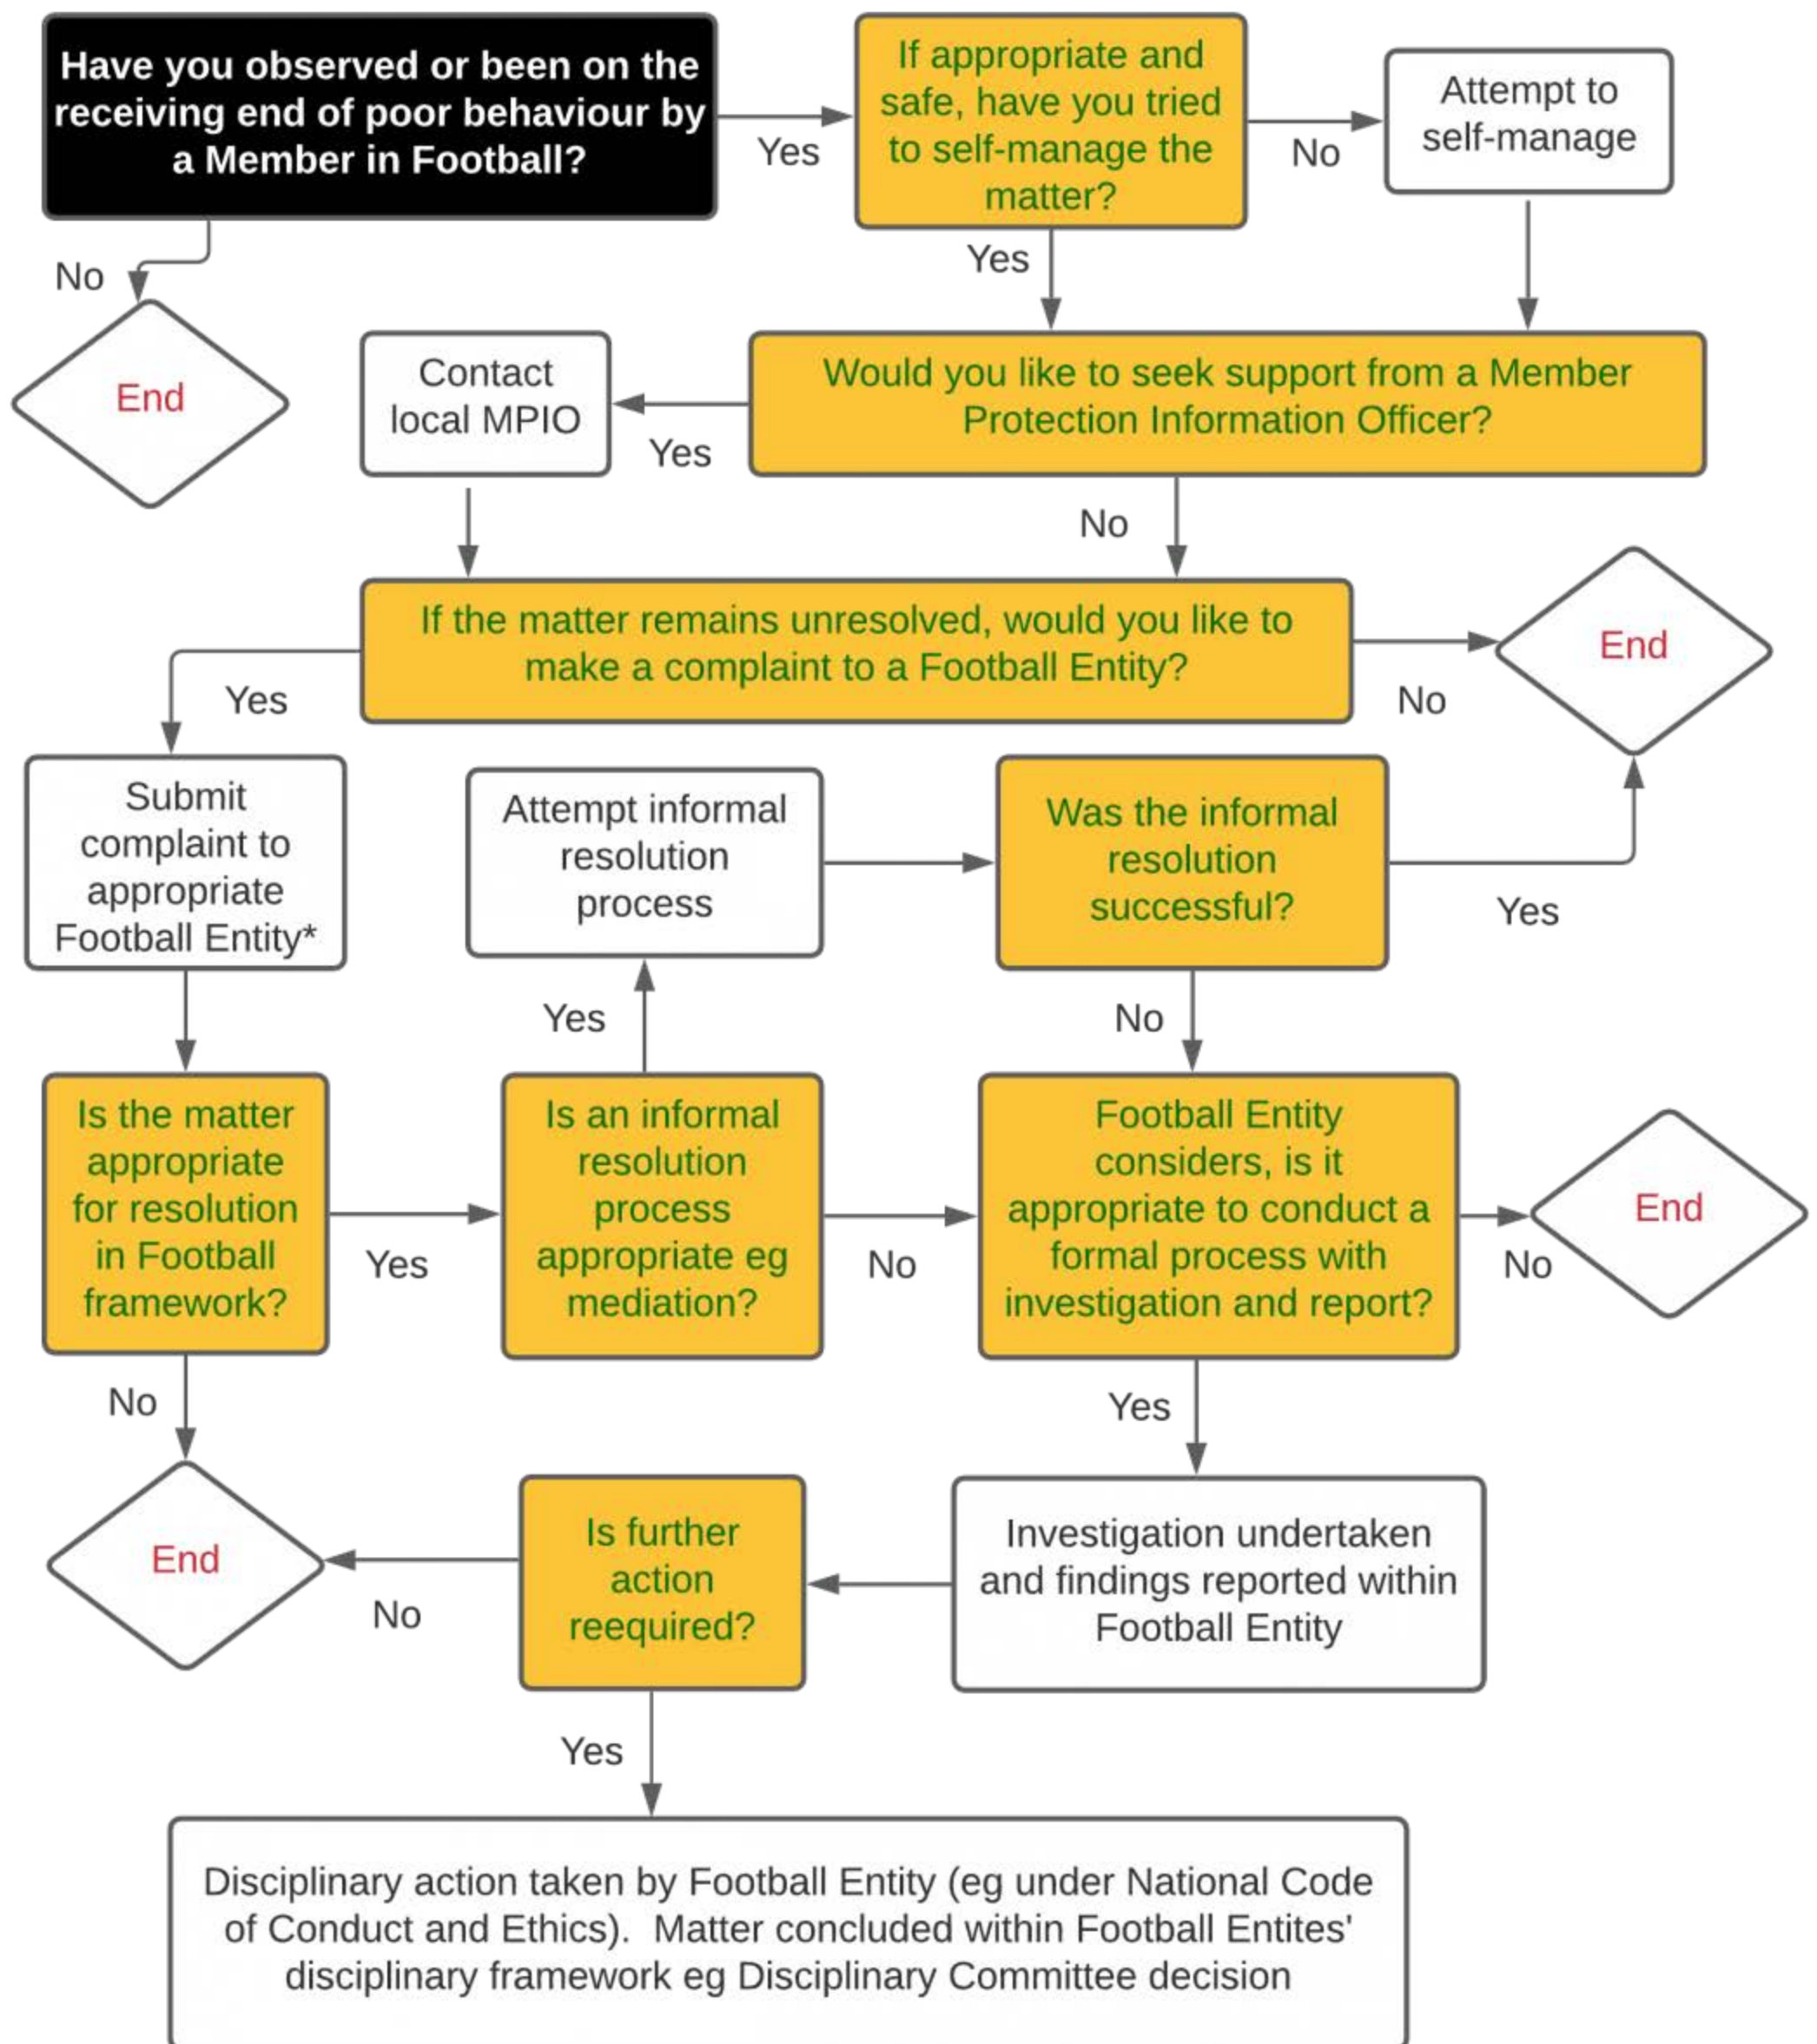 Have you observed or been on the
receiving end of poor behaviour by
a Member in Football?
Yes
If appropriate and
safe, have you tried
to self-manage the
matter?
No
Attempt to
self-manage
No
End
Yes
Contact
local MPIO
Yes
Would you like to seek support from a Member
Protection Information Officer?
No
If the matter remains unresolved, would you like to
make a complaint to a Football Entity?
No
End
Yes
Submit
complaint to
appropriate
Football Entity*
Attempt informal
resolution
process
Was the informal
resolution
successful?
Yes
Yes
No
Is the matter
appropriate
for resolution
in Football
framework?
Yes
Is an informal
resolution
process
appropriate eg
mediation?
No
Football Entity
considers, is it
appropriate to conduct a
formal process with
investigation and report?
No
End
No
Yes
End
No
Is further
action
reequired?
Investigation undertaken
and findings reported within
Football Entity
Yes
Disciplinary action taken by Football Entity (eg under National Code
of Conduct and Ethics).  Matter concluded within Football Entites'
disciplinary framework eg Disciplinary Committee decision